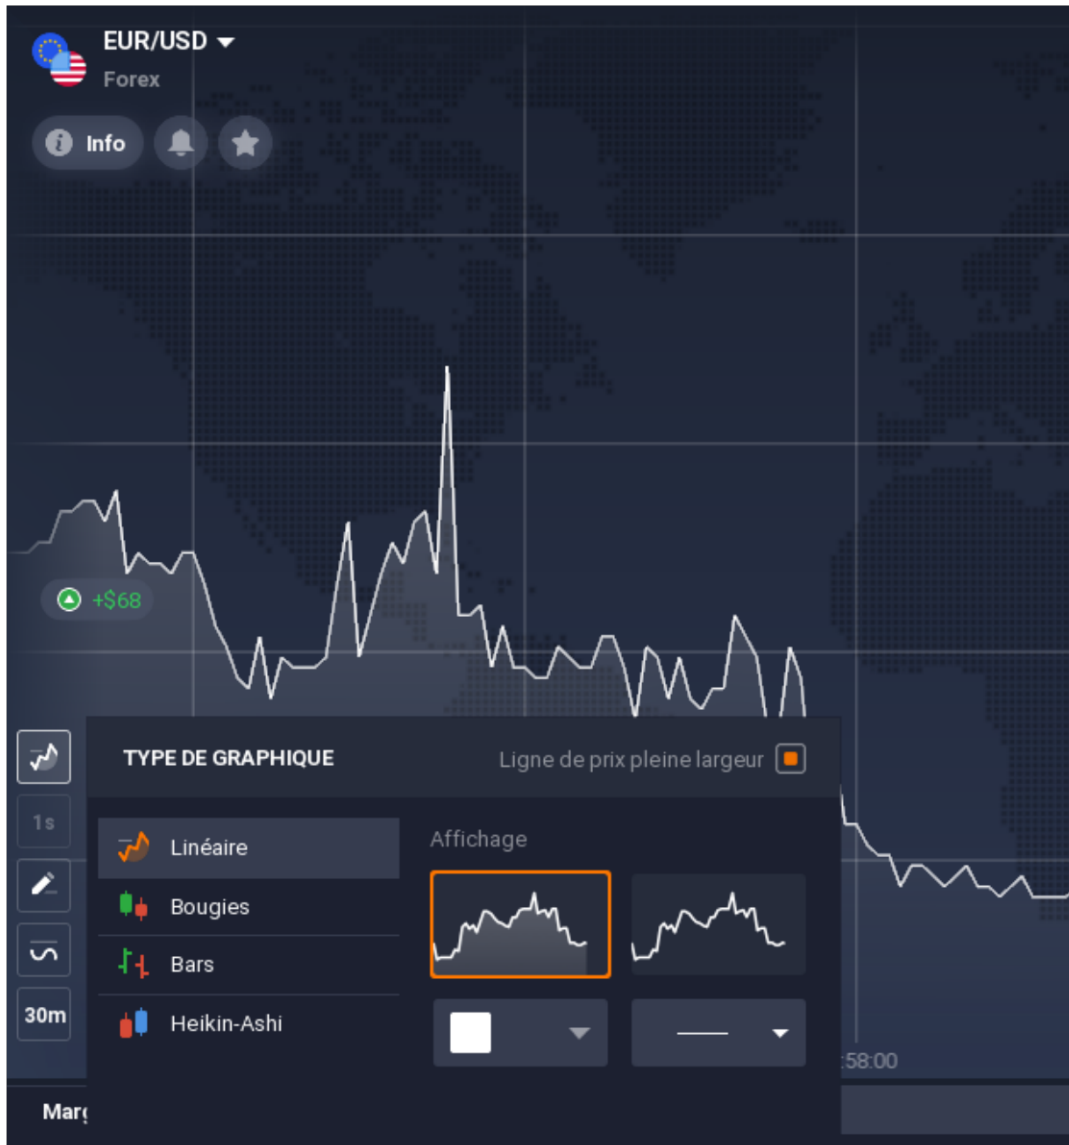 EUR/USD
Forex
Info
+$68
TYPE DE GRAPHIQUE
Ligne de prix pleine largeur
1s
Linéaire
Affichage
Bougies
Bars
30m
Heikin-Ashi
:58:00
Marg